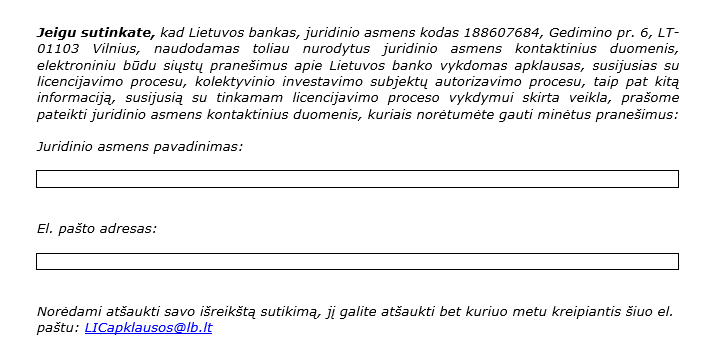 Jeigu sutinkate, kad Lietuvos bankas, juridinio asmens kodas 188607684, Gedimino pr. 6, LT-
01103 Vilnius, naudodamas toliau nurodytus juridinio asmens kontaktinius duomenis,
elektroniniu būdu siųstų pranešimus apie Lietuvos banko vykdomas apklausas, susijusias su
licencijavimo procesu, kolektyvinio investavimo subjektų autorizavimo procesu, taip pat kitą
informaciją, susijusią su tinkamam licencijavimo proceso vykdymui skirta veikla, prašome
pateikti juridinio asmens kontaktinius duomenis, kuriais norėtumėte gauti minėtus pranešimus:
Juridinio asmens pavadinimas:
El. pašto adresas:
Norėdami atšaukti savo išreikštą sutikimą, jį galite atšaukti bet kuriuo metu kreipiantis šiuo el.
paštu: LICapklausos@lb.lt